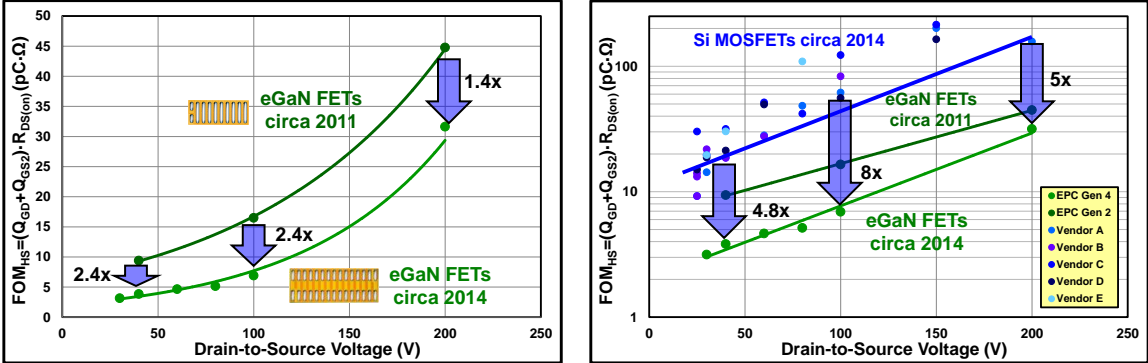 FOM_HS=(Q_GD+Q_GS2)·R_DS(on) (pC·Ω)
50
45
40
35
30
25
20
15
10
5
0
1.4x
eGaN FETs
circa 2011
2.4x
2.4x
eGaN FETs
circa 2014
0 50 100 150 200 250
Drain-to-Source Voltage (V)
FOM_HS=(Q_GD+Q_GS2)·R_DS(on) (pC·Ω)
100
10
1
Si MOSFETs circa 2014
5x
eGaN FETs
circa 2011
8x
4.8x
eGaN FETs
circa 2014
EPC Gen 4
EPC Gen 2
Vendor A
Vendor B
Vendor C
Vendor D
Vendor E
0 50 100 150 200 250
Drain-to-Source Voltage (V)